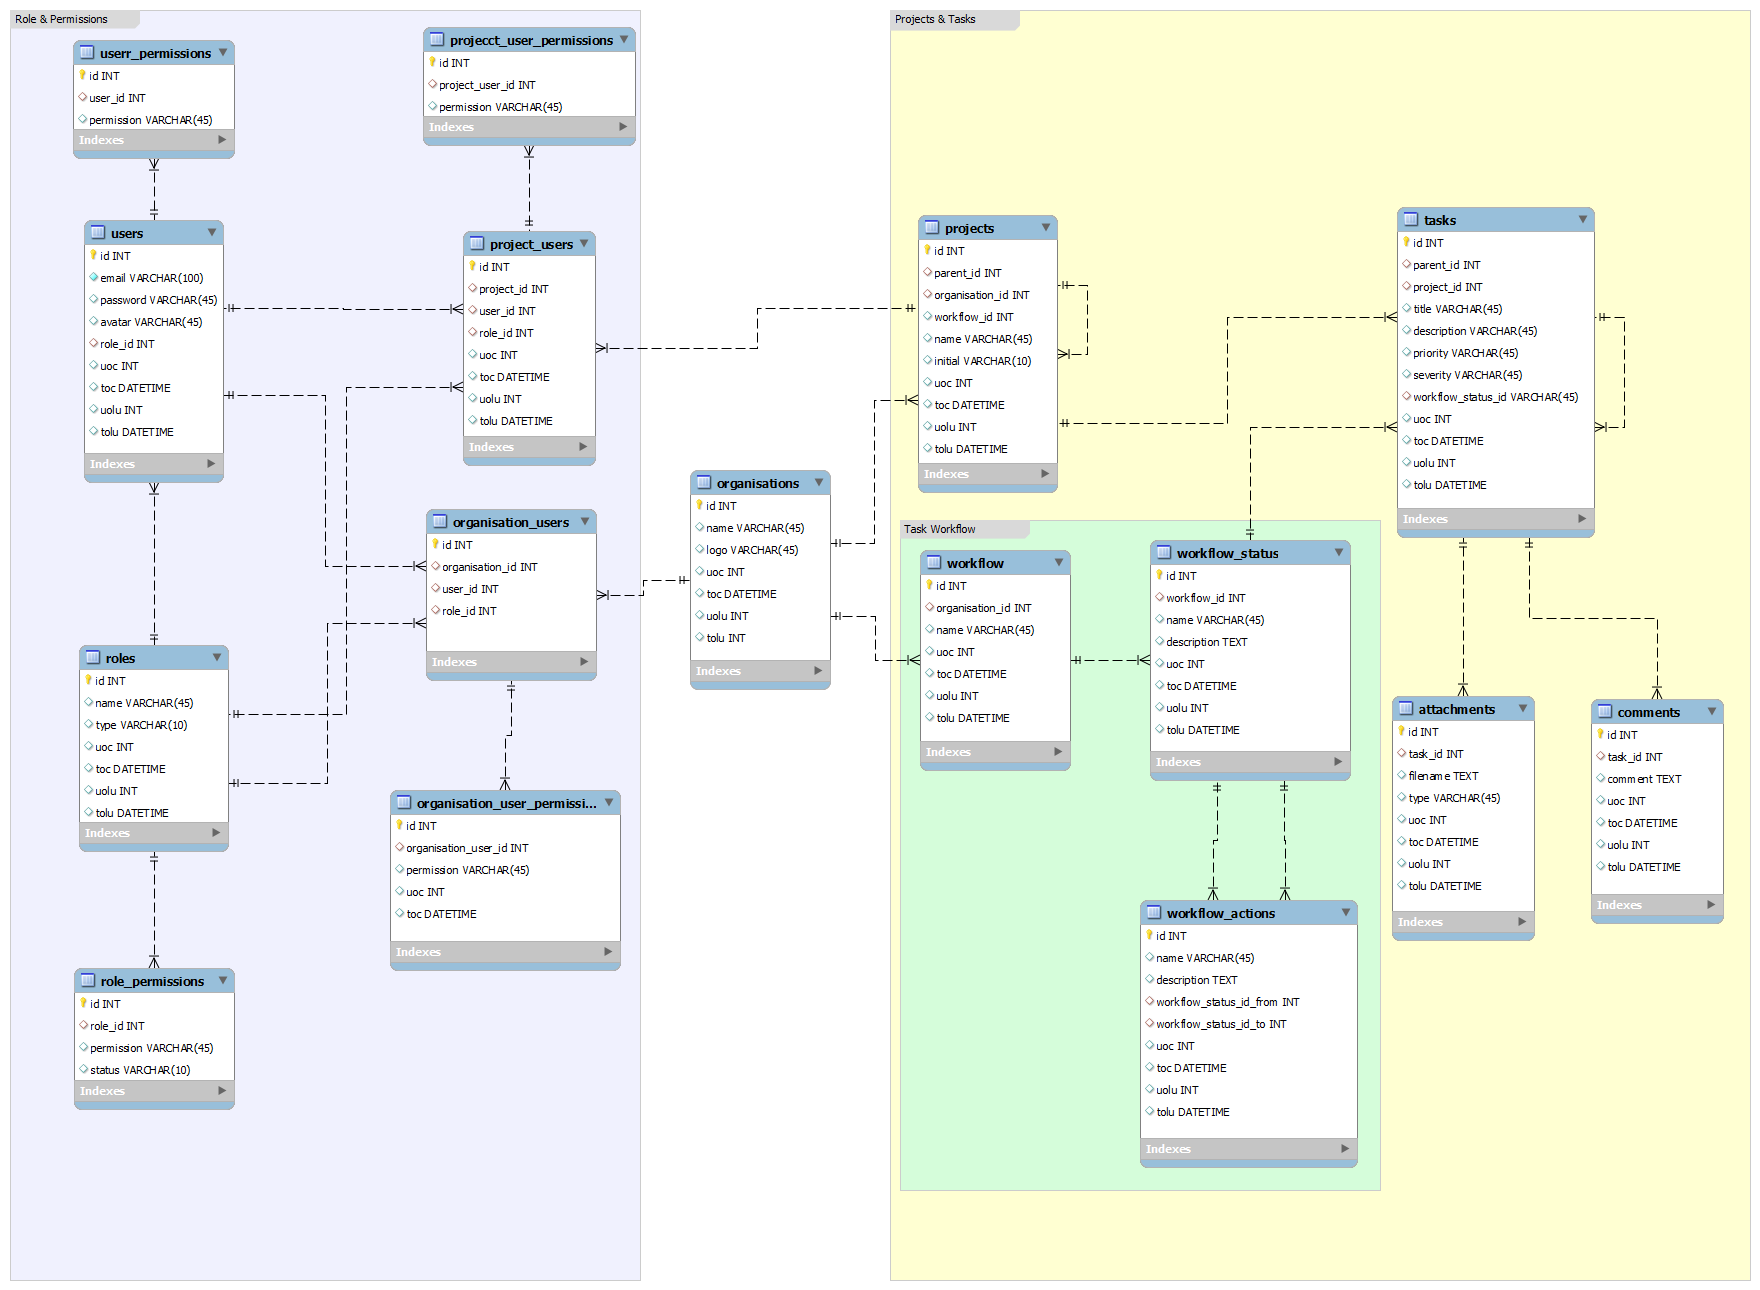 Role & Permissions
userr_permissions
id INT
user_id INT
permission VARCHAR(45)
Indexes
projecct_user_permissions
id INT
project_user_id INT
permission VARCHAR(45)
Indexes
users
id INT
email VARCHAR(100)
password VARCHAR(45)
avatar VARCHAR(45)
role_id INT
uoc INT
toc DATETIME
uolu INT
tolu DATETIME
Indexes
project_users
id INT
project_id INT
user_id INT
role_id INT
uoc INT
toc DATETIME
uolu INT
tolu DATETIME
Indexes
organisation_users
id INT
organisation_id INT
user_id INT
role_id INT
Indexes
roles
id INT
name VARCHAR(45)
type VARCHAR(10)
uoc INT
toc DATETIME
uolu INT
tolu DATETIME
Indexes
organisation_user_permissi...
id INT
organisation_user_id INT
permission VARCHAR(45)
uoc INT
toc DATETIME
Indexes
role_permissions
id INT
role_id INT
permission VARCHAR(45)
status VARCHAR(10)
Indexes
organisations
id INT
name VARCHAR(45)
logo VARCHAR(45)
uoc INT
toc DATETIME
uolu INT
tolu INT
Indexes
Projects & Tasks
projects
id INT
parent_id INT
organisation_id INT
workflow_id INT
name VARCHAR(45)
initial VARCHAR(10)
uoc INT
toc DATETIME
uolu INT
tolu DATETIME
Indexes
tasks
id INT
parent_id INT
project_id INT
title VARCHAR(45)
description VARCHAR(45)
priority VARCHAR(45)
severity VARCHAR(45)
workflow_status_id VARCHAR(45)
uoc INT
toc DATETIME
uolu INT
tolu DATETIME
Indexes
Task Workflow
workflow
id INT
organisation_id INT
name VARCHAR(45)
uoc INT
toc DATETIME
uolu INT
tolu DATETIME
Indexes
workflow_status
id INT
workflow_id INT
name VARCHAR(45)
description TEXT
uoc INT
toc DATETIME
uolu INT
tolu DATETIME
Indexes
workflow_actions
id INT
name VARCHAR(45)
description TEXT
workflow_status_id_from INT
workflow_status_id_to INT
uoc INT
toc DATETIME
uolu INT
tolu DATETIME
Indexes
attachments
id INT
task_id INT
filename TEXT
type VARCHAR(45)
uoc INT
toc DATETIME
uolu INT
tolu DATETIME
Indexes
comments
id INT
task_id INT
comment TEXT
uoc INT
toc DATETIME
uolu INT
tolu DATETIME
Indexes